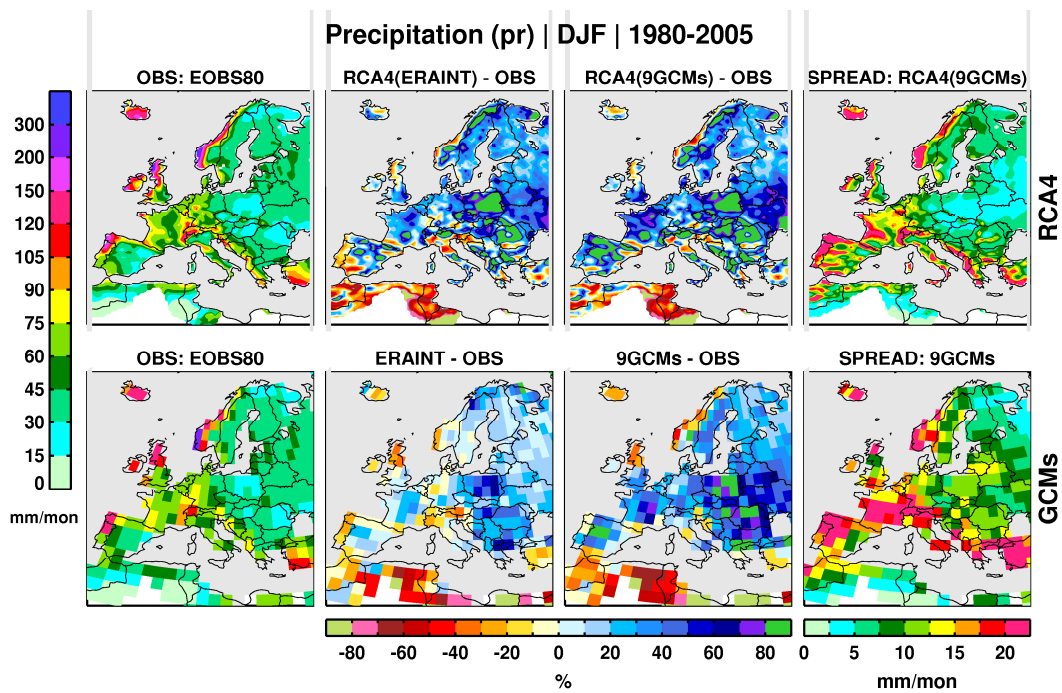 Precipitation (pr) | DJF | 1980-2005
OBS: EOBS80
RCA4(ERAINT) - OBS
RCA4(9GCMs) - OBS
SPREAD: RCA4(9GCMs)
300
200
150
120
105
90
75
60
45
30
15
0
mm/mon
RCA4
OBS: EOBS80
ERAINT - OBS
9GCMs - OBS
SPREAD: 9GCMs
GCMs
-80 -60 -40 -20 0 20 40 60 80
%
0 5 10 15 20
mm/mon